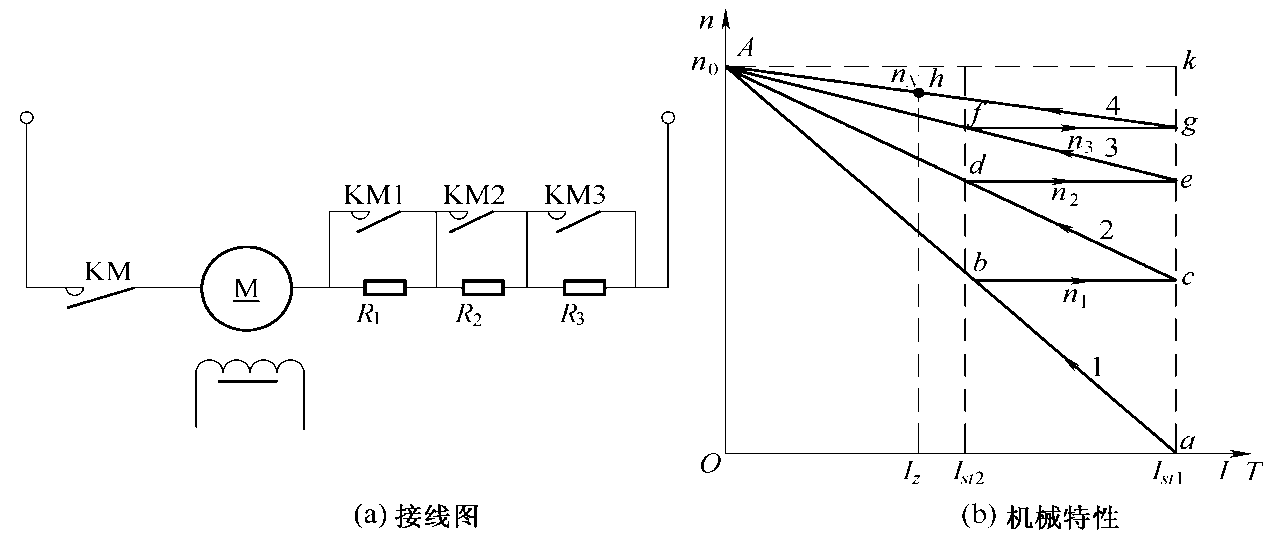 KM1 KM2 KM3
KM
M
R1 R2 R3
(a) 接线图
n
A
n0
k
nN h
4
f
g
n3 3
d
e
n2
2
b
c
n1
1
a
O Iz Ist2 Ist1 I T
(b) 机械特性